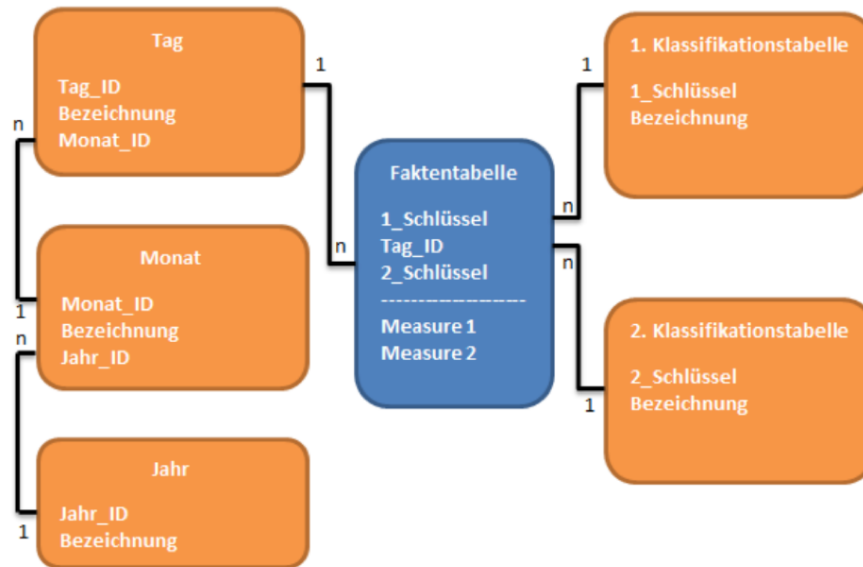 Tag
Tag_ID
Bezeichnung
Monat_ID
n
1
Monat
Monat_ID
Bezeichnung
Jahr_ID
n
1
Jahr
Jahr_ID
Bezeichnung
1
n
Faktentabelle
1_Schlüssel
Tag_ID
2_Schlüssel
-----------------------
Measure 1
Measure 2
1
n
1. Klassifikationstabelle
1_Schlüssel
Bezeichnung
n
1
2. Klassifikationstabelle
2_Schlüssel
Bezeichnung